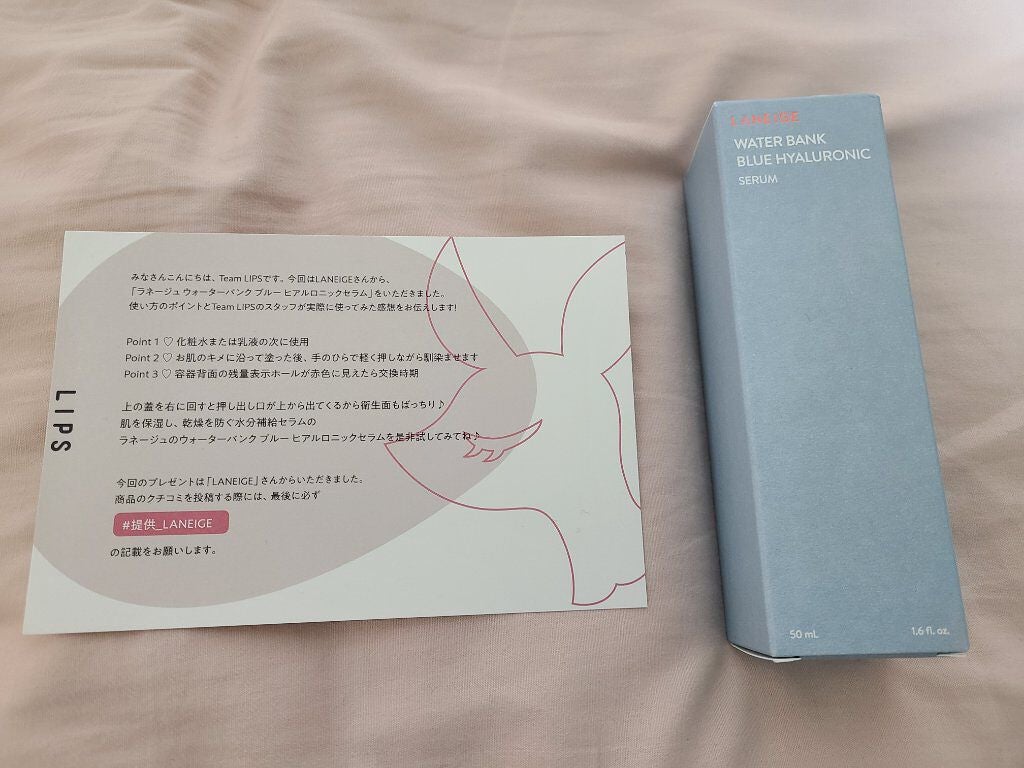 みなさんこんにちは、Team LIPSです。今回はLANEIGEさんから、
「ラネージュ ウォーターバンク ブルー ヒアルロニックセラム」をいただきました。
使い方のポイントとTeam LIPSのスタッフが実際に使ってみた感想をお伝えします!
Point 1 ♡ 化粧水または乳液の次に使用
Point 2 ♡ お肌のキメに沿って塗った後、手のひらで軽く押しながら馴染ませます
Point 3 ♡ 容器背面の残量表示ホールが赤色に見えたら交換時期
上の蓋を右に回すと押し出し口が上から出てくるから衛生面もばっちり♪
肌を保湿し、乾燥を防ぐ水分補給セラムの
ラネージュのウォーターバンク ブルー ヒアルロニックセラムを是非試してみてね♪
今回のプレゼントは「LANEIGE」さんからいただきました。
商品のクチコミを投稿する際には、最後に必ず
#提供_LANEIGE
の記載をお願いします。
LIPS
LANEIGE
WATER BANK
BLUE HYALURONIC
SERUM
50 mL 1.6 fl. oz.